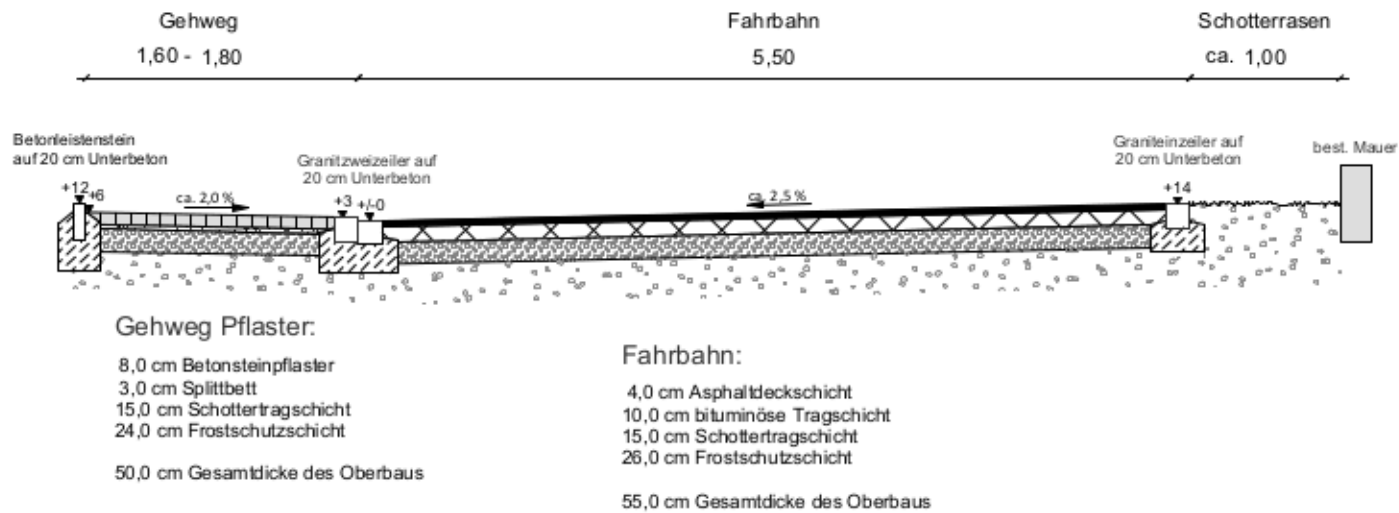 Gehweg
Fahrbahn
Schotterrasen
1,60 - 1,80
5,50
ca. 1,00
Betonleistenstein
auf 20 cm Unterbeton
Granitzweizeiler auf
20 cm Unterbeton
Graniteinzeiler auf
20 cm Unterbeton
best. Mauer
+12
+6
ca. 2,0 %
+3
+/-0
ca. 2,5 %
+14
Gehweg Pflaster:
8,0 cm Betonsteinpflaster
3,0 cm Splittbett
15,0 cm Schottertragschicht
24,0 cm Frostschutzschicht
50,0 cm Gesamtdicke des Oberbaus
Fahrbahn:
4,0 cm Asphaltdeckschicht
10,0 cm bituminöse Tragschicht
15,0 cm Schottertragschicht
26,0 cm Frostschutzschicht
55,0 cm Gesamtdicke des Oberbaus